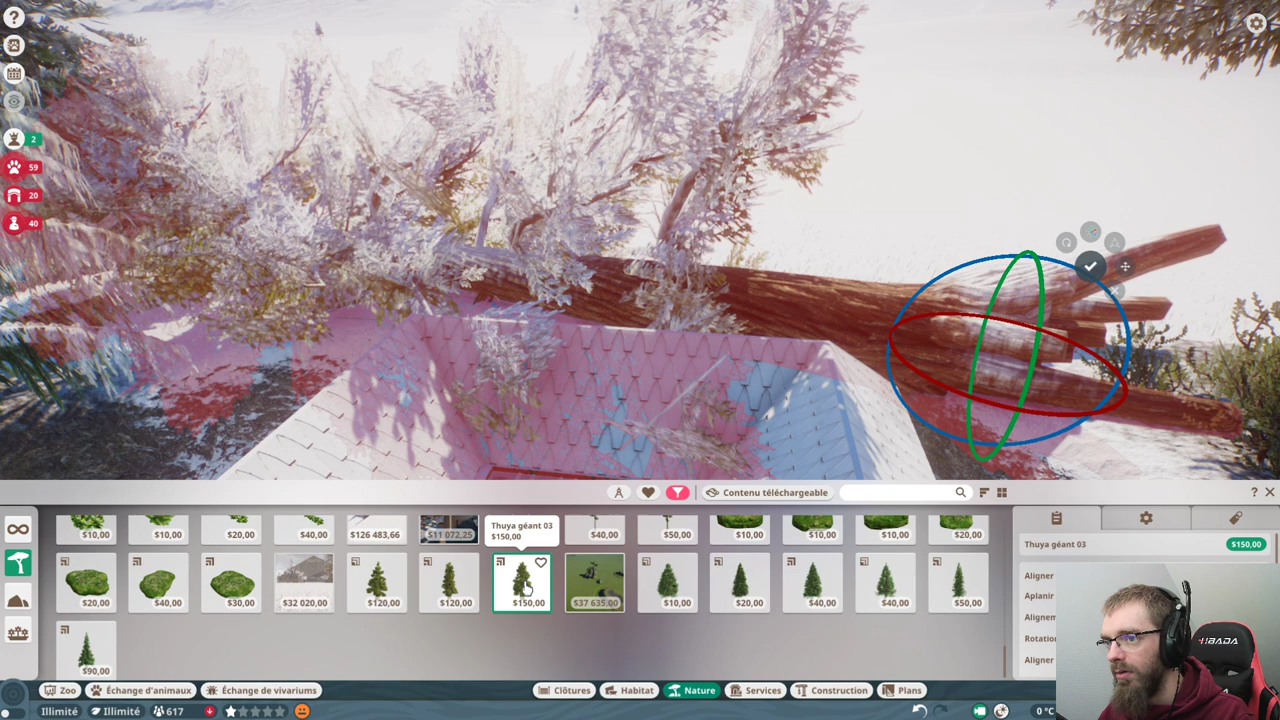 ?
2
59
20
40
Contenu téléchargeable
? ×
$10,00 $10,00 $20,00 $40,00 $126 483,66 $11 072,25 Thuya géant 03 $40,00 $50,00 $10,00 $10,00 $10,00 $20,00
$150,00
$20,00 $40,00 $30,00 $32 020,00 $120,00 $120,00 $150,00 $37 635,00 $10,00 $20,00 $40,00 $40,00 $50,00
$90,00
Thuya géant 03 $150,00
Aligner
Aplanir
Alignem
Rotation
Aligner
HBADA
Zoo Échange d'animaux Échange de vivariums Clôtures Habitat Nature Services Construction Plans
Illimité Illimité 617 0 °C